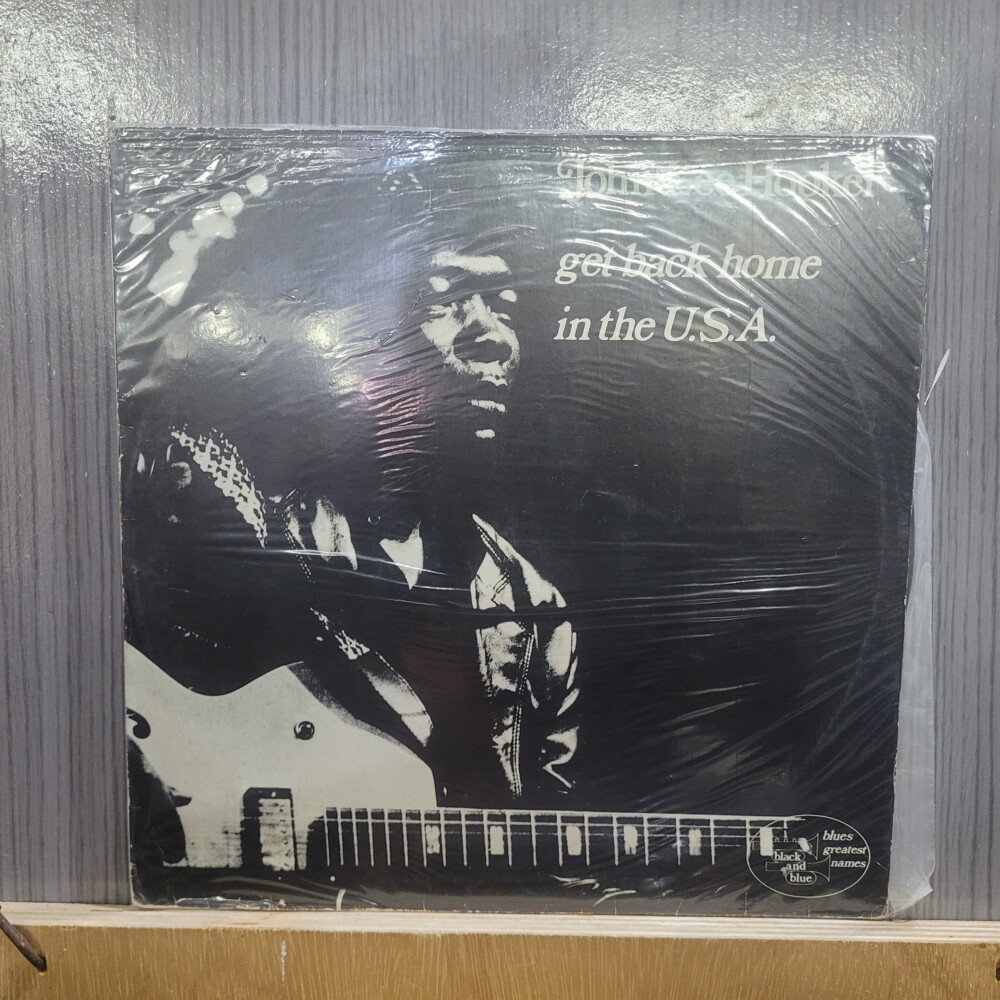 John Lee Hooker
get back home
in the U.S.A.
blues
greatest
names
black
and
blue